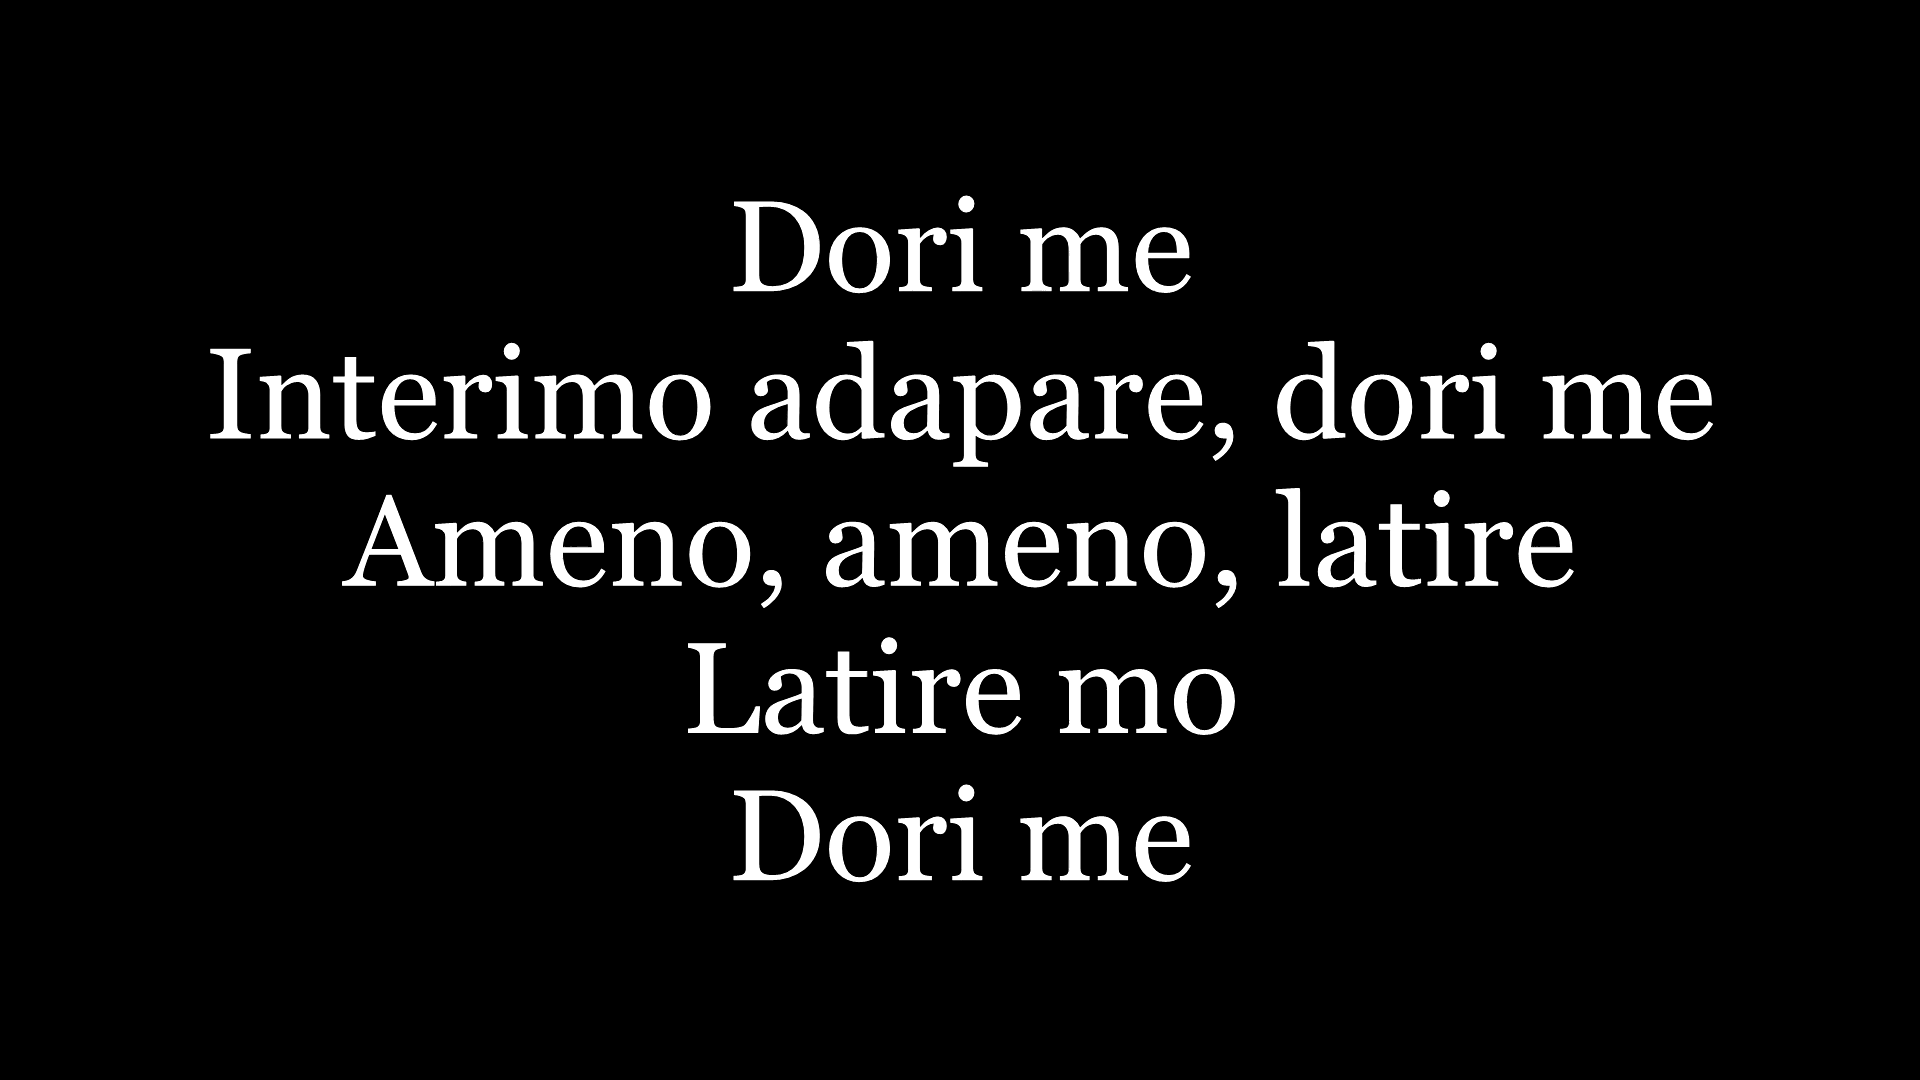 Dori me
Interimo adapare, dori me
Ameno, ameno, latire
Latire mo
Dori me